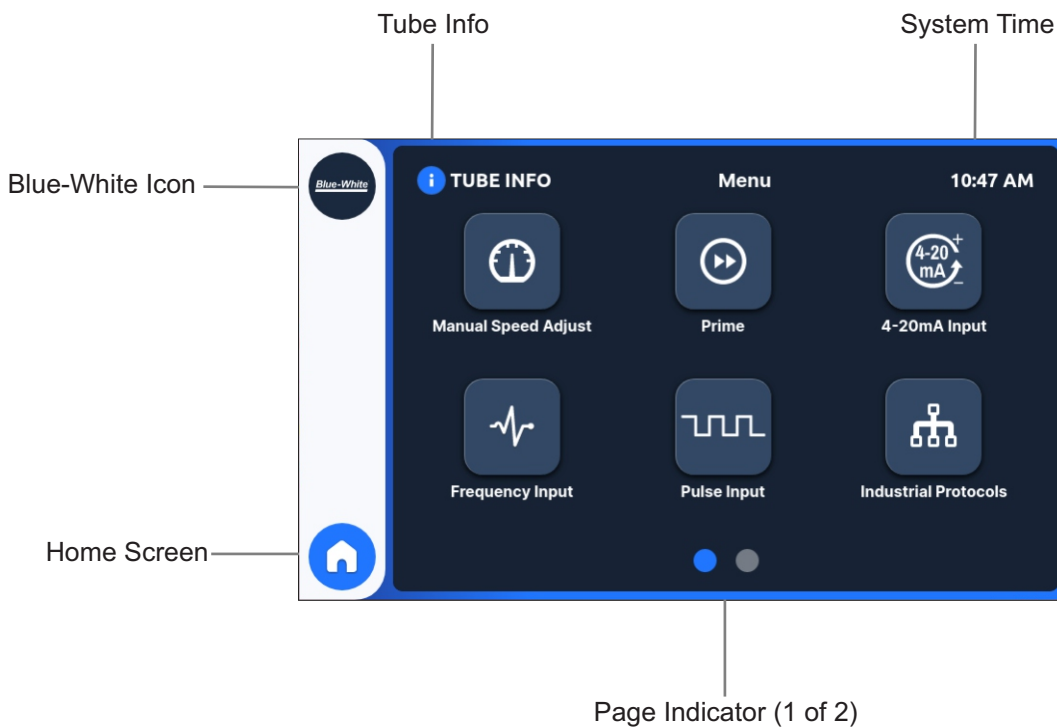 Tube Info
System Time
Blue-White Icon
Blue-White
i TUBE INFO
Menu
10:47 AM
4-20
mA
+
−
Manual Speed Adjust
Prime
4-20mA Input
Frequency Input
Pulse Input
Industrial Protocols
Home Screen
Page Indicator (1 of 2)